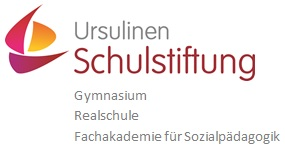 Ursulinen
Schulstiftung
Gymnasium
Realschule
Fachakademie für Sozialpädagogik